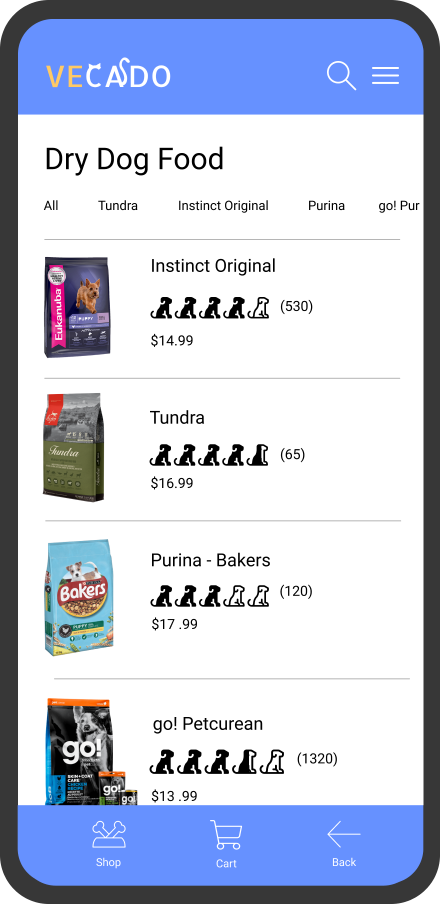 VECADO
Dry Dog Food
All Tundra Instinct Original Purina go! Pur
Instinct Original
Eukanuba
PUPPY
(530)
$14.99
Tundra
Tundra
(65)
$16.99
Purina - Bakers
Bakers
PUPPY
(120)
$17 .99
go! Petcurean
go!
SKIN+COAT
CARE
CHICKEN
RECIPE
go!
(1320)
$13 .99
Shop Cart Back